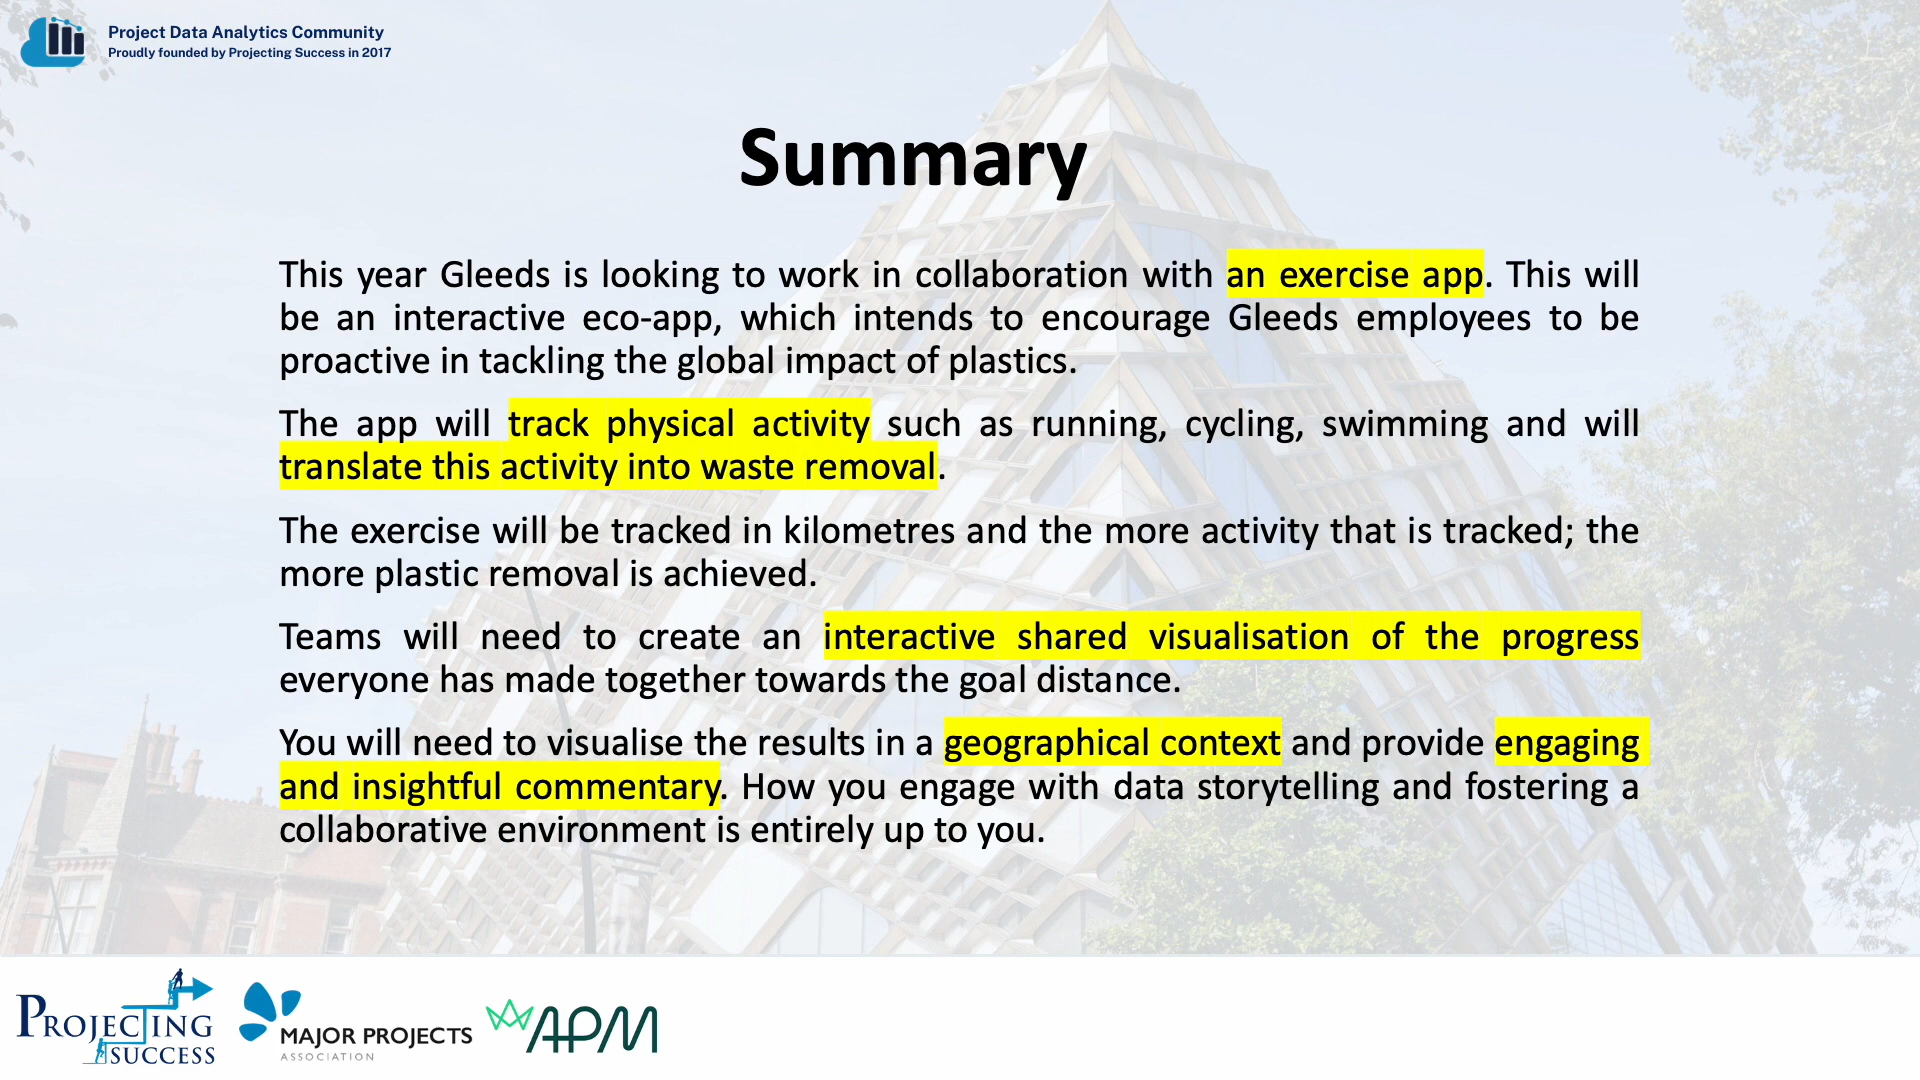 Project Data Analytics Community
Proudly founded by Projecting Success in 2017
Summary
This year Gleeds is looking to work in collaboration with an exercise app. This will
be an interactive eco-app, which intends to encourage Gleeds employees to be
proactive in tackling the global impact of plastics.
The app will track physical activity such as running, cycling, swimming and will
translate this activity into waste removal.
The exercise will be tracked in kilometres and the more activity that is tracked; the
more plastic removal is achieved.
Teams will need to create an interactive shared visualisation of the progress
everyone has made together towards the goal distance.
You will need to visualise the results in a geographical context and provide engaging
and insightful commentary. How you engage with data storytelling and fostering a
collaborative environment is entirely up to you.
PROJECTING
SUCCESS
MAJOR PROJECTS
ASSOCIATION
APM